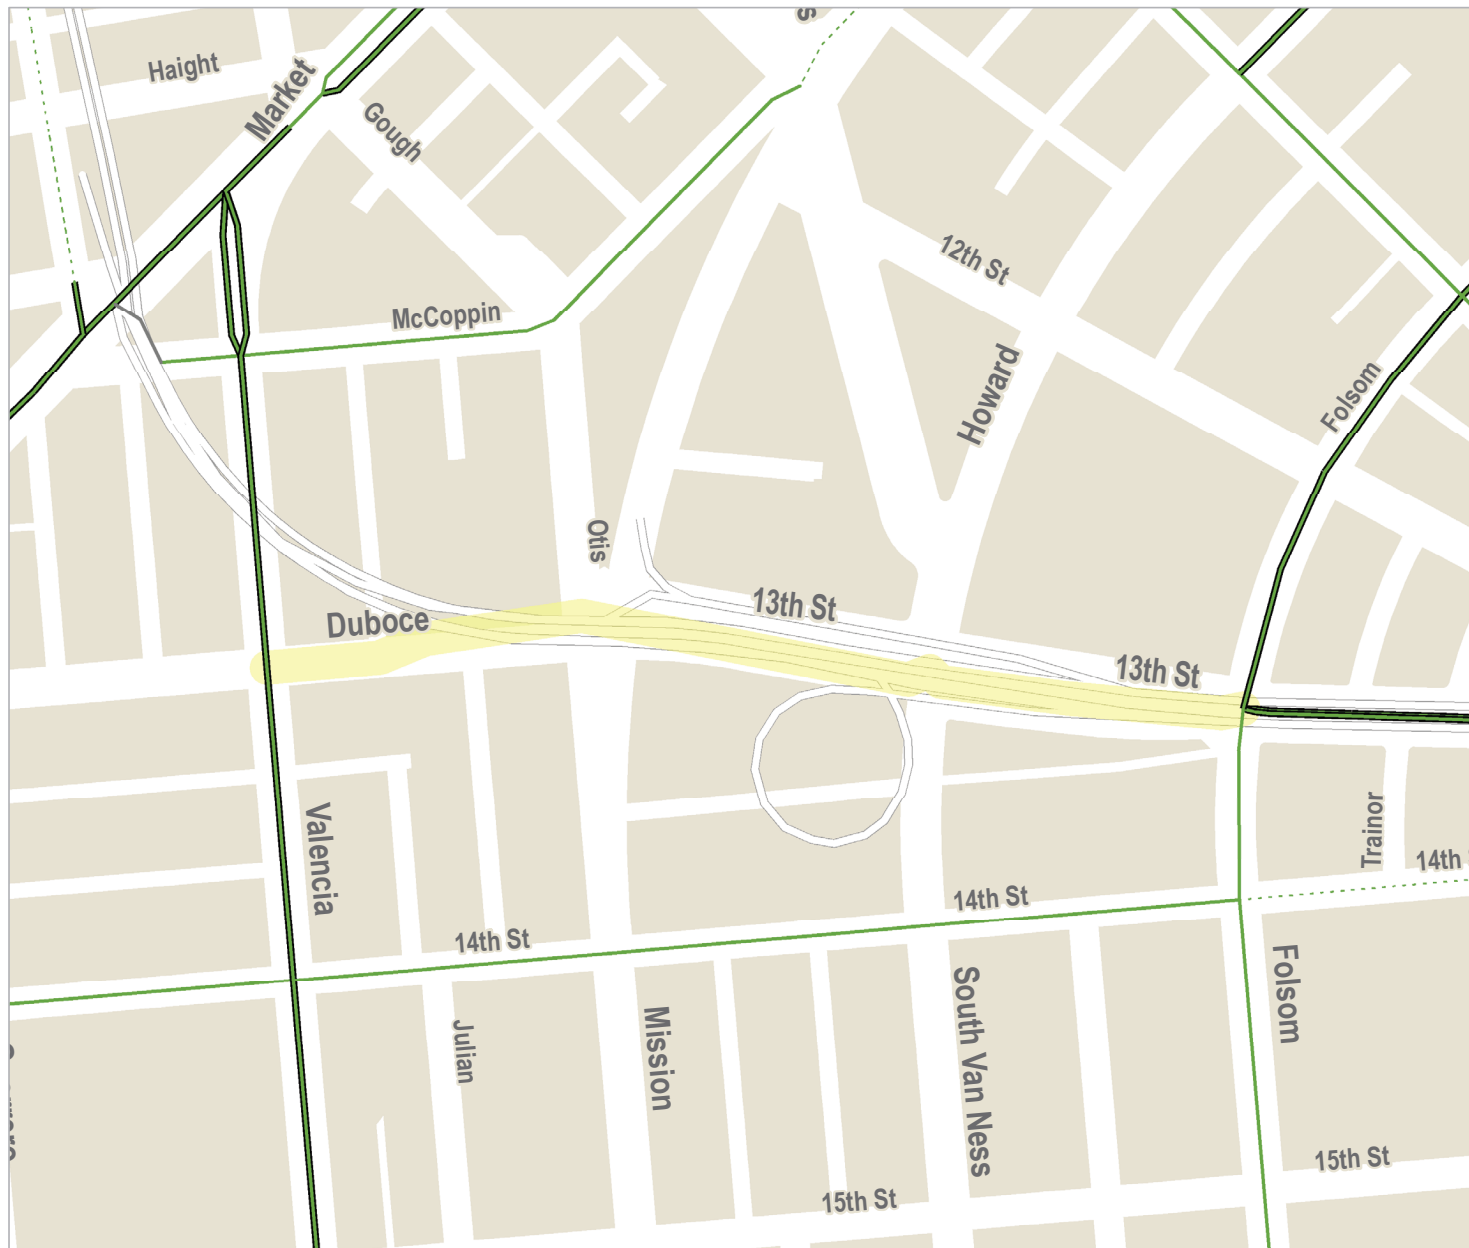 s
Haight
Market
Gough
12th St
McCoppin
Howard
Folsom
Otis
13th St
Duboce
13th St
Valencia
Trainor
14th
14th St
14th St
Folsom
South Van Ness
Mission
Julian
15th St
15th St